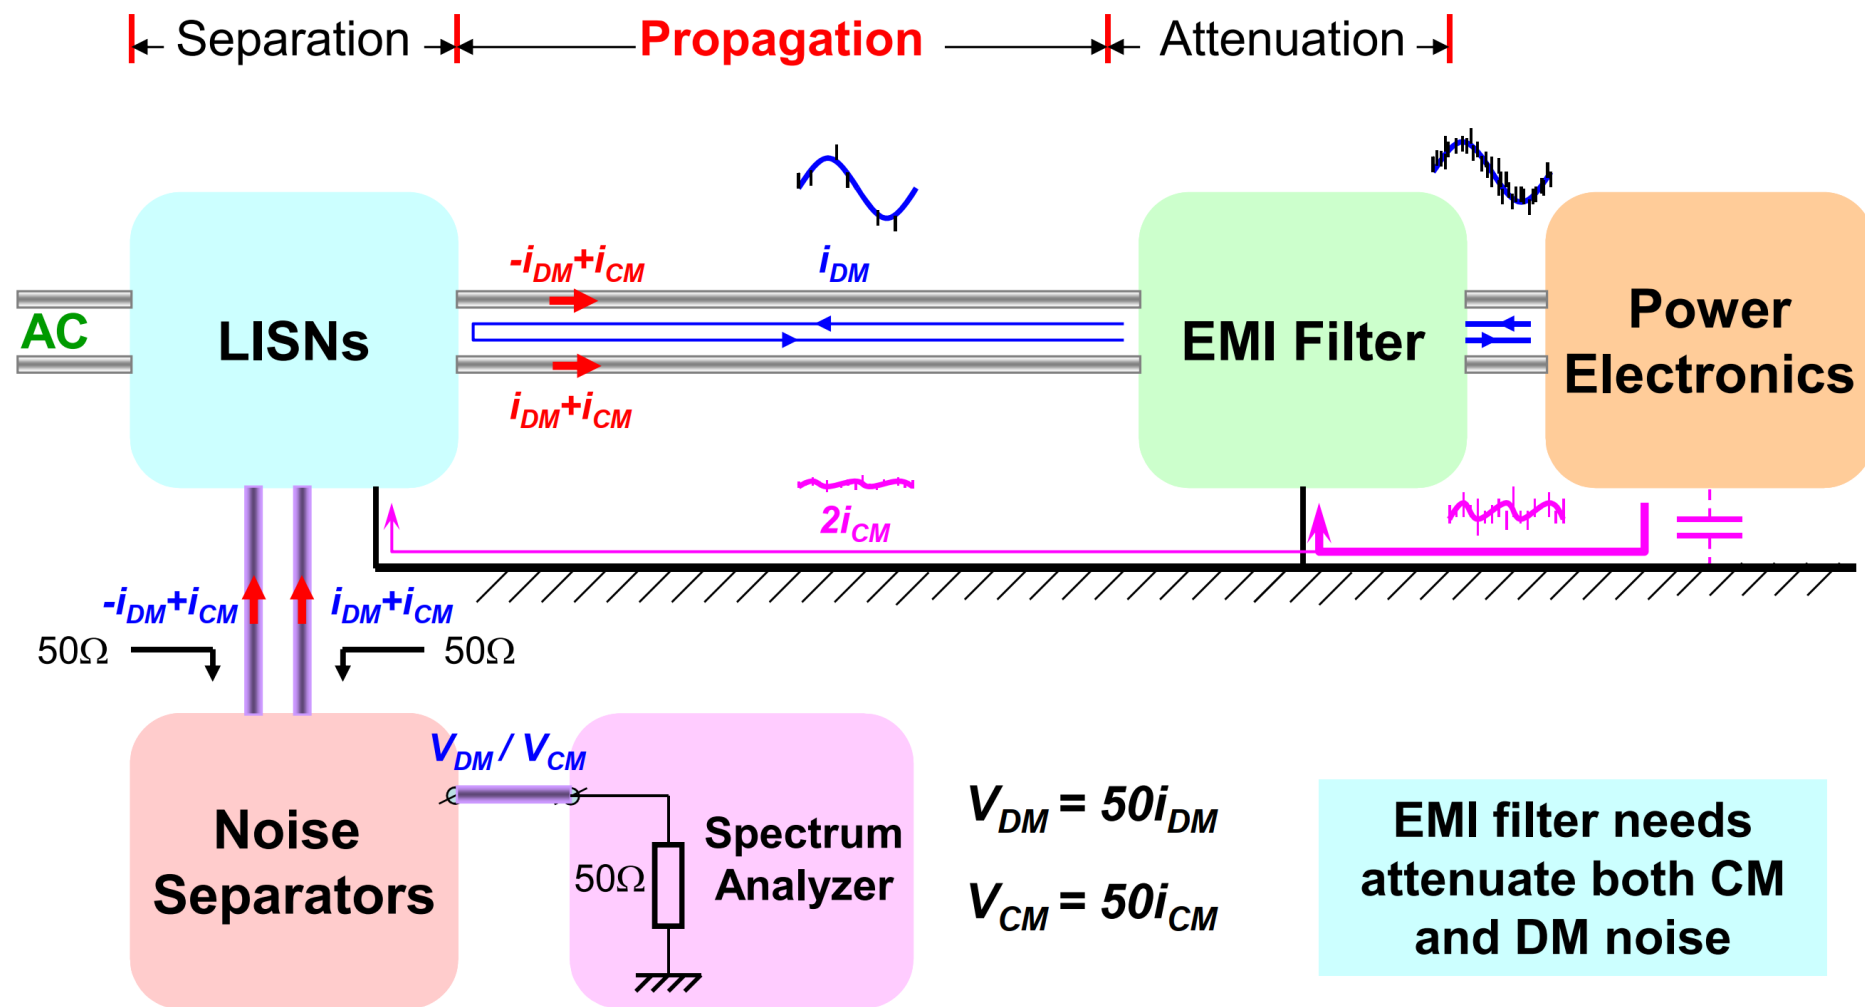 Separation Propagation Attenuation
-iDM+iCM iDM
AC LISNs EMI Filter Power
Electronics
iDM+iCM
2iCM
-iDM+iCM iDM+iCM
50Ω 50Ω
VDM / VCM
Noise
Separators
Spectrum
Analyzer
50Ω
VDM = 50iDM
VCM = 50iCM
EMI filter needs
attenuate both CM
and DM noise